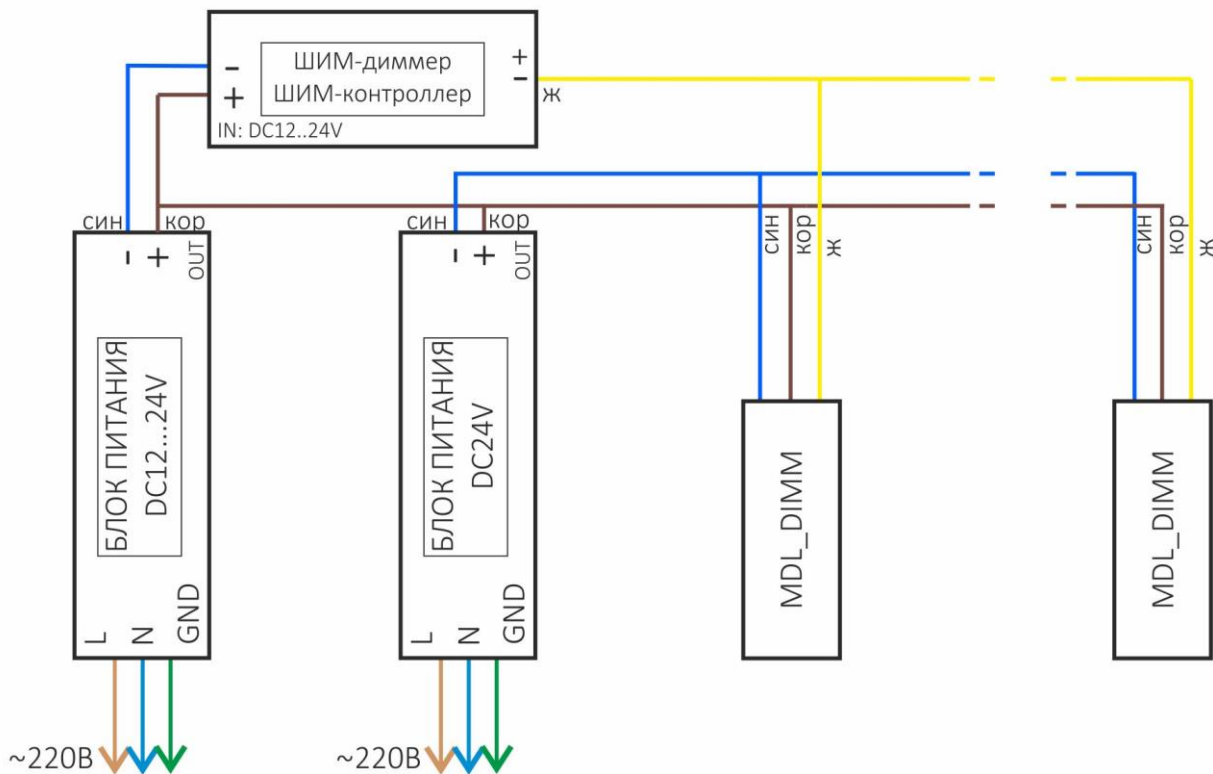 - ШИМ-диммер +
+ ШИМ-контроллер -
ж
IN: DC12..24V
син кор
- +
OUT
син кор
- +
OUT
син
кор
ж
син
кор
ж
БЛОК ПИТАНИЯ
DC12...24V
БЛОК ПИТАНИЯ
DC24V
MDL_DIMM
MDL_DIMM
L N GND
L N GND
~220В
~220В